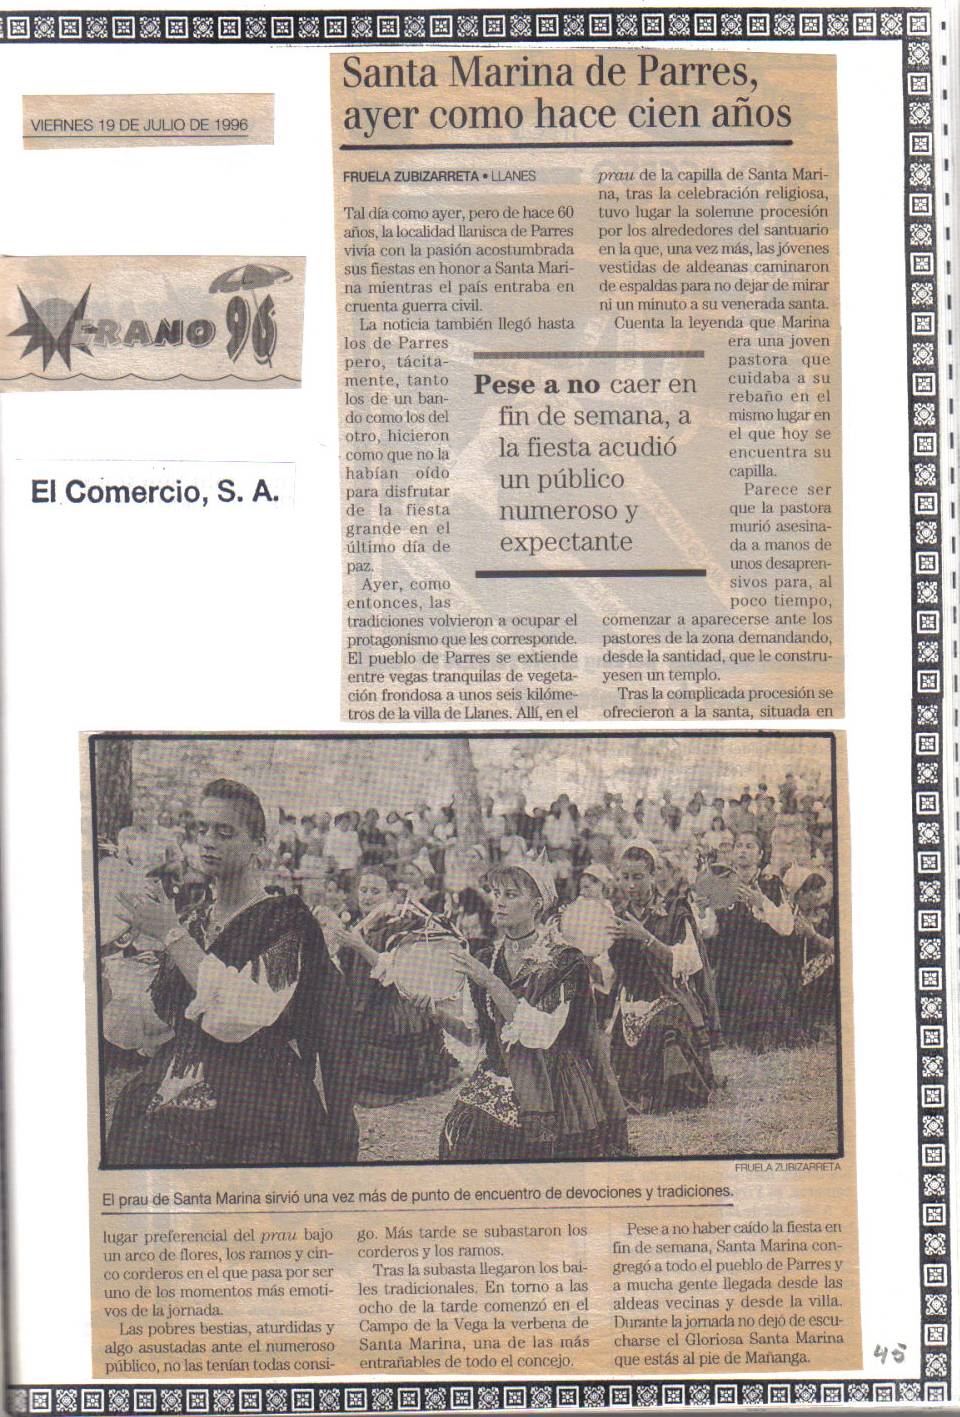 VIERNES 19 DE JULIO DE 1996
VERANO 96
El Comercio, S. A.
Santa Marina de Parres,
ayer como hace cien años
FRUELA ZUBIZARRETA • LLANES
Tal día como ayer, pero de hace 60
años, la localidad llanisca de Parres
vivía con la pasión acostumbrada
sus fiestas en honor a Santa Mari-
na mientras el país entraba en
cruenta guerra civil.
La noticia también llegó hasta
los de Parres
pero, tácita-
mente, tanto
los de un ban-
do como los del
otro, hicieron
como que no la
habían oído
para disfrutar
de la fiesta
grande en el
último día de
paz.
Ayer, como
entonces, las
tradiciones volvieron a ocupar el
protagonismo que les corresponde.
El pueblo de Parres se extiende
entre vegas tranquilas de vegeta-
ción frondosa a unos seis kilóme-
tros de la villa de Llanes. Allí, en el
Pese a no caer en
fin de semana, a
la fiesta acudió
un público
numeroso y
expectante
prau de la capilla de Santa Mari-
na, tras la celebración religiosa,
tuvo lugar la solemne procesión
por los alrededores del santuario
en la que, una vez más, las jóvenes
vestidas de aldeanas caminaron
de espaldas para no dejar de mirar
ni un minuto a su venerada santa.
Cuenta la leyenda que Marina
era una joven
pastora que
cuidaba a su
rebaño en el
mismo lugar en
el que hoy se
encuentra su
capilla.
Parece ser
que la pastora
murió asesina-
da a manos de
unos desapren-
sivos para, al
poco tiempo,
comenzar a aparecerse ante los
pastores de la zona demandando,
desde la santidad, que le constru-
yesen un templo.
Tras la complicada procesión se
ofrecieron a la santa, situada en
FRUELA ZUBIZARRETA
El prau de Santa Marina sirvió una vez más de punto de encuentro de devociones y tradiciones.
lugar preferencial del prau bajo
un arco de flores, los ramos y cin-
co corderos en el que pasa por ser
uno de los momentos más emoti-
vos de la jornada.
Las pobres bestias, aturdidas y
algo asustadas ante el numeroso
público, no las tenían todas consi-
go. Más tarde se subastaron los
corderos y los ramos.
Tras la subasta llegaron los bai-
les tradicionales. En torno a las
ocho de la tarde comenzó en el
Campo de la Vega la verbena de
Santa Marina, una de las más
entrañables de todo el concejo.
Pese a no haber caído la fiesta en
fin de semana, Santa Marina con-
gregó a todo el pueblo de Parres y
a mucha gente llegada desde las
aldeas vecinas y desde la villa.
Durante la jornada no dejó de escu-
charse el Gloriosa Santa Marina
que estás al pie de Mañanga.
45